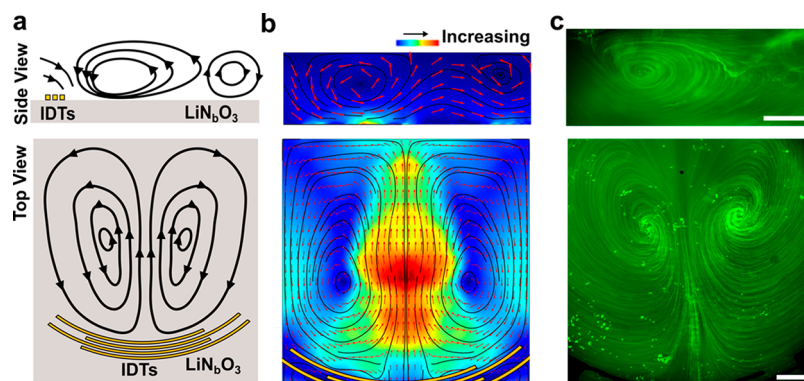 a
b
c
Increasing
Side View
IDTs
LiNbO3
Top View
IDTs
LiNbO3